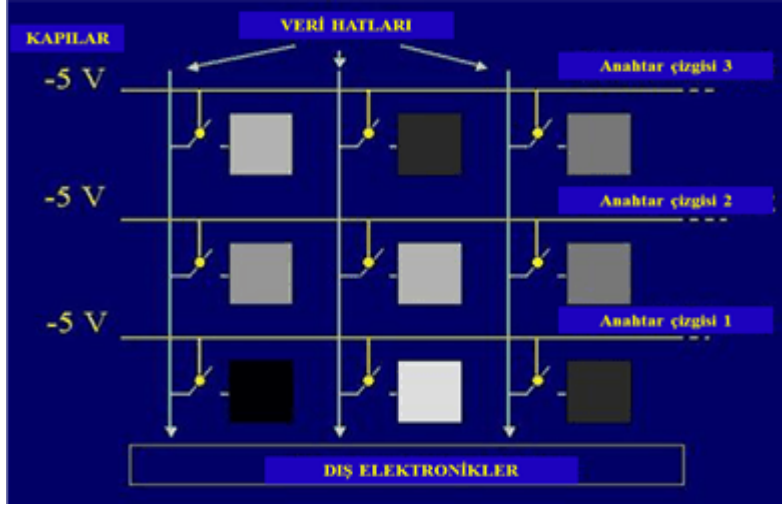 VERİ HATLARI
KAPILAR
Anahtar çizgisi 3
-5 V
-5 V
Anahtar çizgisi 2
-5 V
Anahtar çizgisi 1
DIŞ ELEKTRONİKLER